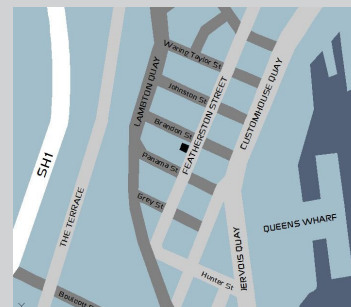 Waring Taylor St
Johnston St
LAMBTON QUAY
Brandon St
FEATHERSTON STREET
CUSTOMHOUSE QUAY
Panama St
SH1
THE TERRACE
Grey St
QUEENS WHARF
JERVOIS QUAY
Hunter St
Boulcott